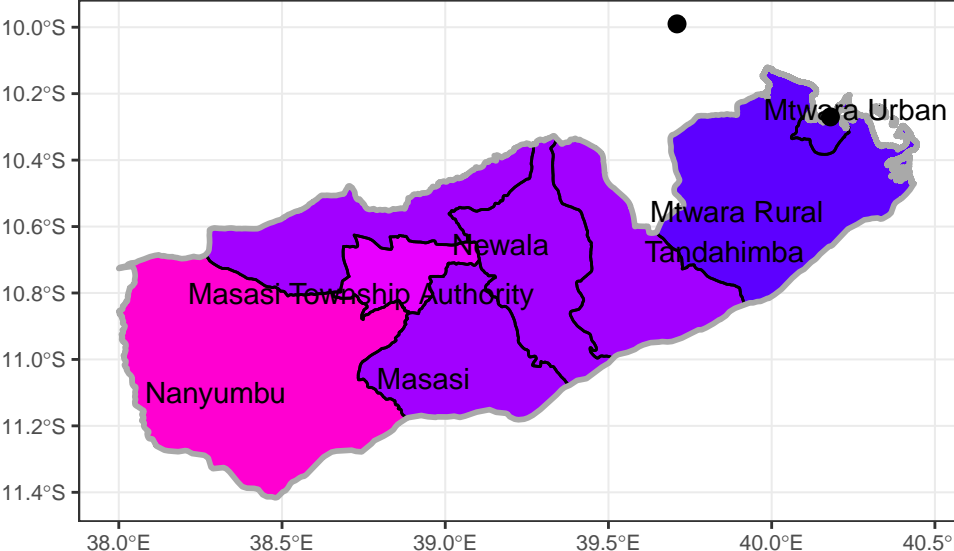 10.0°S
10.2°S
10.4°S
10.6°S
10.8°S
11.0°S
11.2°S
11.4°S
Mtwara Urban
Mtwara Rural
Newala
Tandahimba
Masasi Township Authority
Masasi
Nanyumbu
38.0°E
38.5°E
39.0°E
39.5°E
40.0°E
40.5°